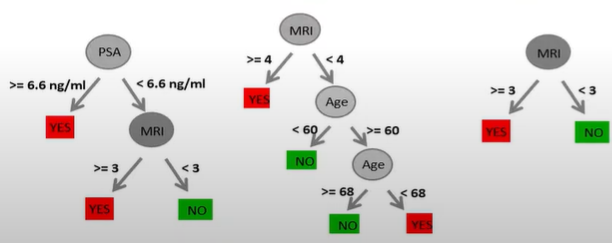 PSA
>= 6.6 ng/ml
< 6.6 ng/ml
YES
MRI
>= 3
< 3
YES
NO
MRI
>= 4
< 4
YES
Age
< 60
>= 60
NO
Age
>= 68
< 68
NO
YES
MRI
>= 3
< 3
YES
NO